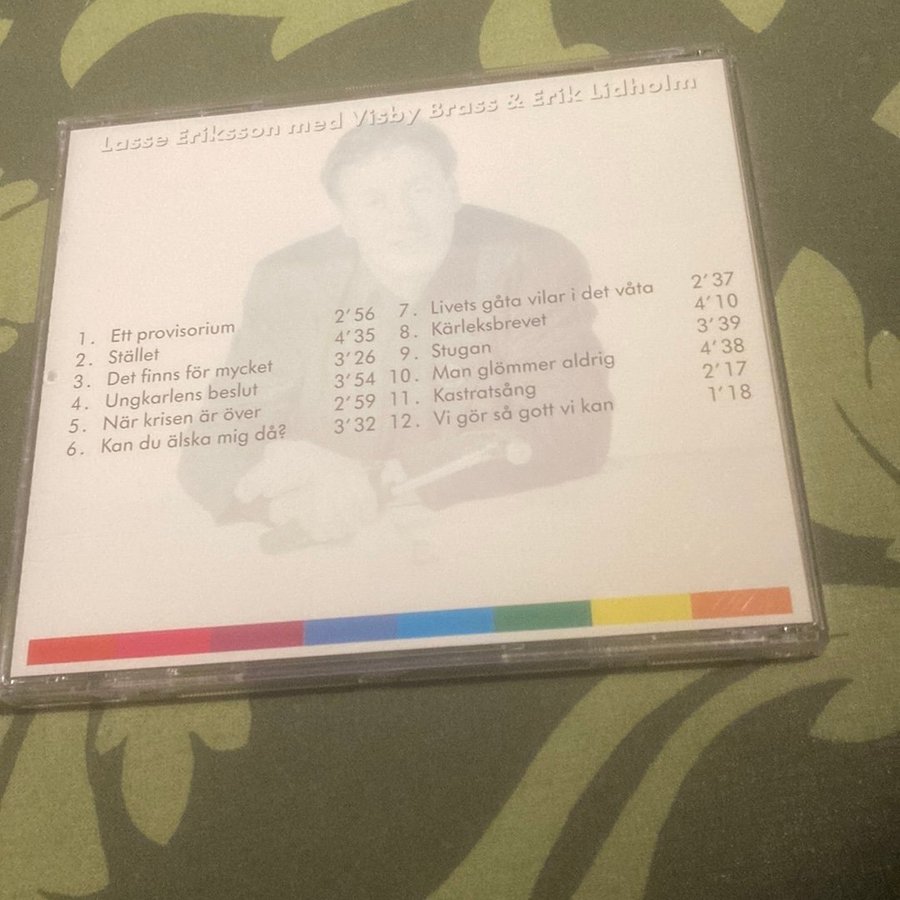 Lasse Eriksson med Visby Brass & Erik Lidholm
1. Ett provisorium 2'56
2. Stället 4'35
3. Det finns för mycket 3'26
4. Ungkarlens beslut 3'54
5. När krisen är över 2'59
6. Kan du älska mig då? 3'32
7. Livets gåta vilar i det våta 2'37
8. Kärleksbrevet 4'10
9. Stugan 3'39
10. Man glömmer aldrig 4'38
11. Kastratsång 2'17
12. Vi gör så gott vi kan 1'18